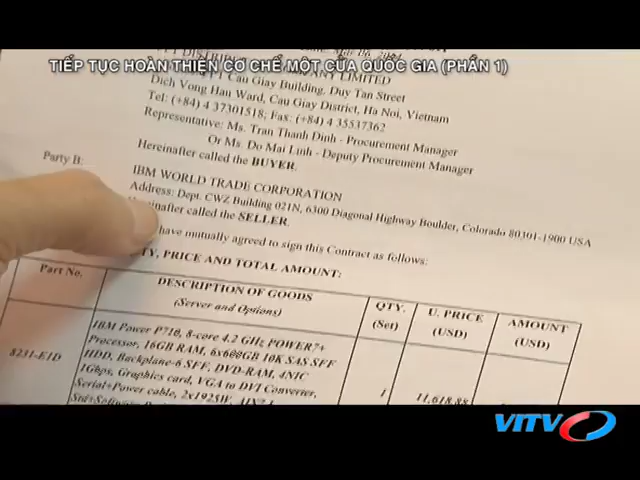 TIẾP TỤC HOÀN THIỆN CƠ CHẾ MỘT CỬA QUỐC GIA (PHẦN 1)
LIMITED
Cau Giay Building, Duy Tan Street
Dich Vong Hau Ward, Cau Giay District, Ha Noi, Vietnam
Tel: (+84) 4 37301518; Fax: (+84) 4 35537362
Representative: Ms. Tran Thanh Dinh - Procurement Manager
Or Ms. Do Mai Linh - Deputy Procurement Manager
Hereinafter called the BUYER.
Party B:
IBM WORLD TRADE CORPORATION
Address: Dept. CWZ Building 021N, 6300 Diagonal Highway Boulder, Colorado 80301-1900 USA
called the SELLER.
have mutually agreed to sign this Contract as follows:
PRICE AND TOTAL AMOUNT:
Part No.
DESCRIPTION OF GOODS
(Server and Options)
QTY.
(Set)
U. PRICE
(USD)
AMOUNT
(USD)
8231-E1D
IBM Power P710, 8-core 4.2 GHz POWER7+
Processor, 16GB RAM, 6x600GB 10K SAS SFF
HDD, Backplane-6 SFF, DVD-RAM, 4NIC
1Gbps, Graphics card, VGA to DVI Converter,
Serial+Power cable, 2x1925W,
1
11,618.88
VITV